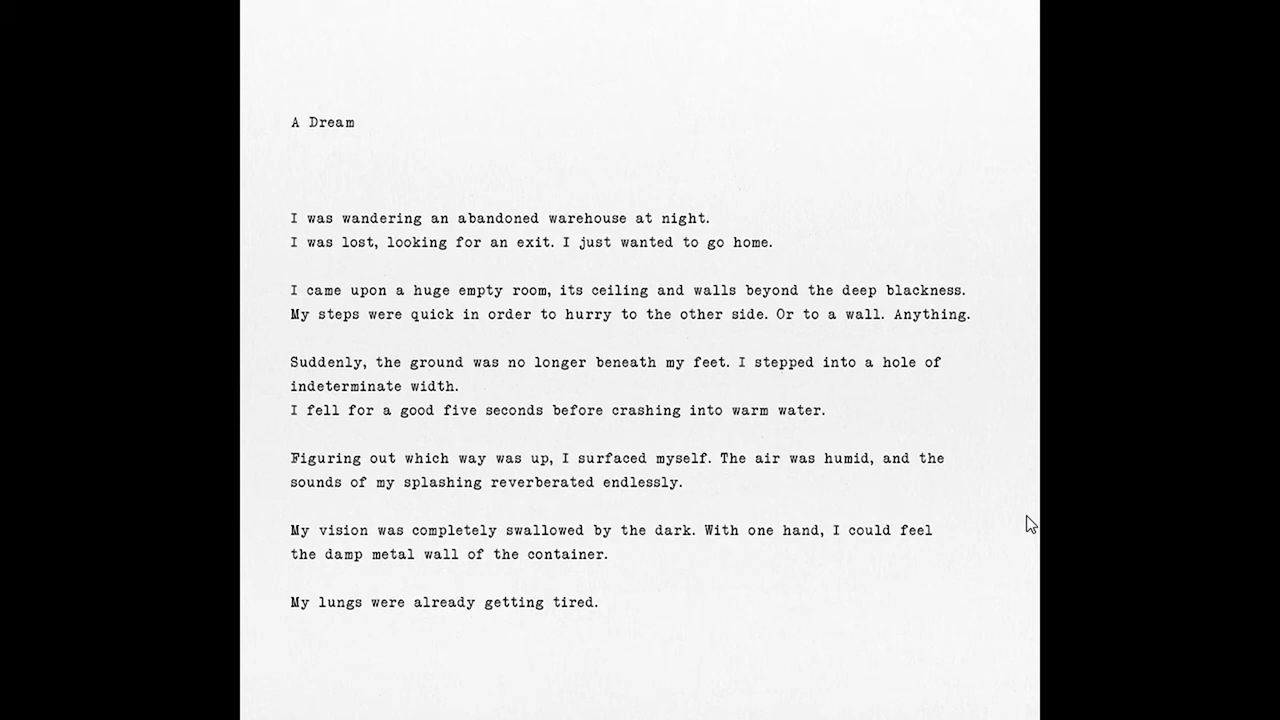 A Dream
I was wandering an abandoned warehouse at night.
I was lost, looking for an exit. I just wanted to go home.
I came upon a huge empty room, its ceiling and walls beyond the deep blackness.
My steps were quick in order to hurry to the other side. Or to a wall. Anything.
Suddenly, the ground was no longer beneath my feet. I stepped into a hole of
indeterminate width.
I fell for a good five seconds before crashing into warm water.
Figuring out which way was up, I surfaced myself. The air was humid, and the
sounds of my splashing reverberated endlessly.
My vision was completely swallowed by the dark. With one hand, I could feel
the damp metal wall of the container.
My lungs were already getting tired.